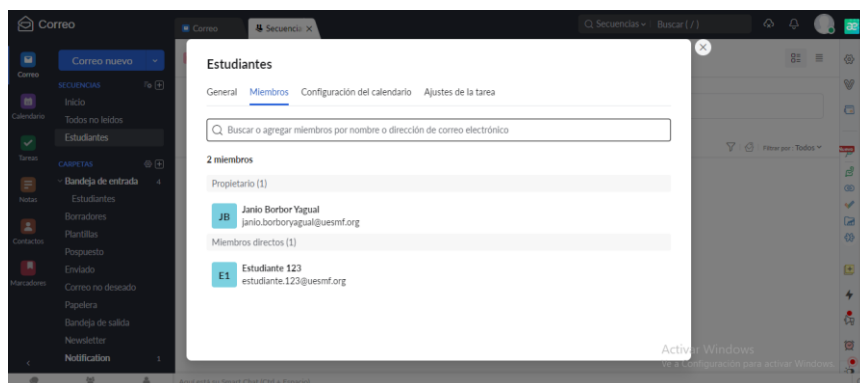 Correo
Correo
Secuencia
Secuencias
Buscar ( / )
Correo
Calendario
Tareas
Notas
Contactos
Marcadores
Correo nuevo
SECUENCIAS
Inicio
Todos no leídos
Estudiantes
CARPETAS
Bandeja de entrada 4
Estudiantes
Borradores
Plantillas
Pospuesto
Enviado
Correo no deseado
Papelera
Bandeja de salida
Newsletter
Notification 1
Estudiantes
General Miembros Configuración del calendario Ajustes de la tarea
Buscar o agregar miembros por nombre o dirección de correo electrónico
2 miembros
Propietario (1)
JB
Janio Borbor Yagual
janio.borboryagual@uesmf.org
Miembros directos (1)
E1
Estudiante 123
estudiante.123@uesmf.org
Filtrar por : Todos
Activar Windows
Ve a Configuración para activar Windows.